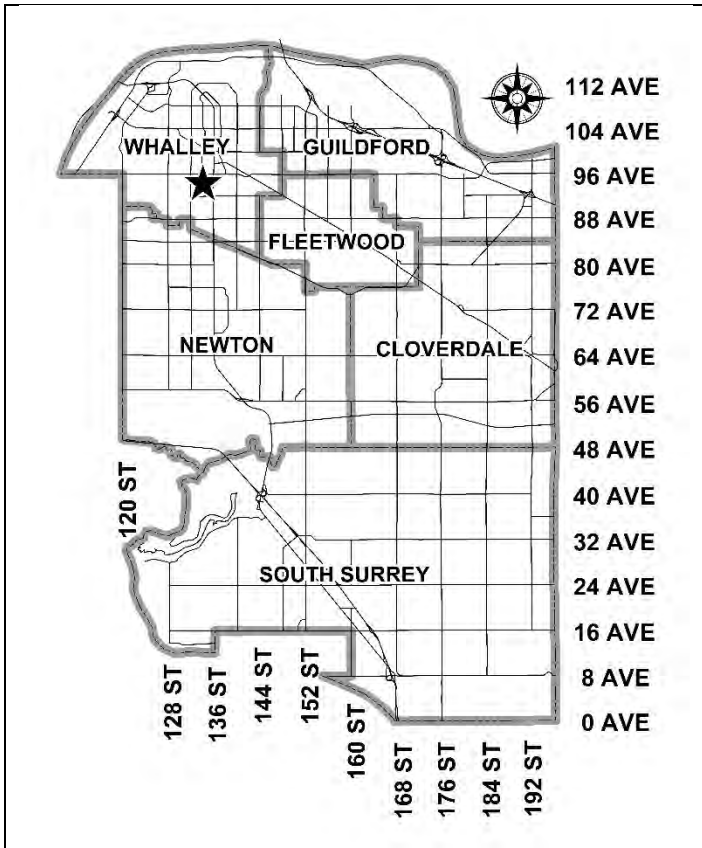 112 AVE
104 AVE
WHALLEY
GUILDFORD
96 AVE
88 AVE
FLEETWOOD
80 AVE
72 AVE
NEWTON
CLOVERDALE
64 AVE
56 AVE
48 AVE
120 ST
40 AVE
32 AVE
SOUTH SURREY
24 AVE
16 AVE
128 ST
136 ST
144 ST
152 ST
160 ST
8 AVE
0 AVE
168 ST
176 ST
184 ST
192 ST